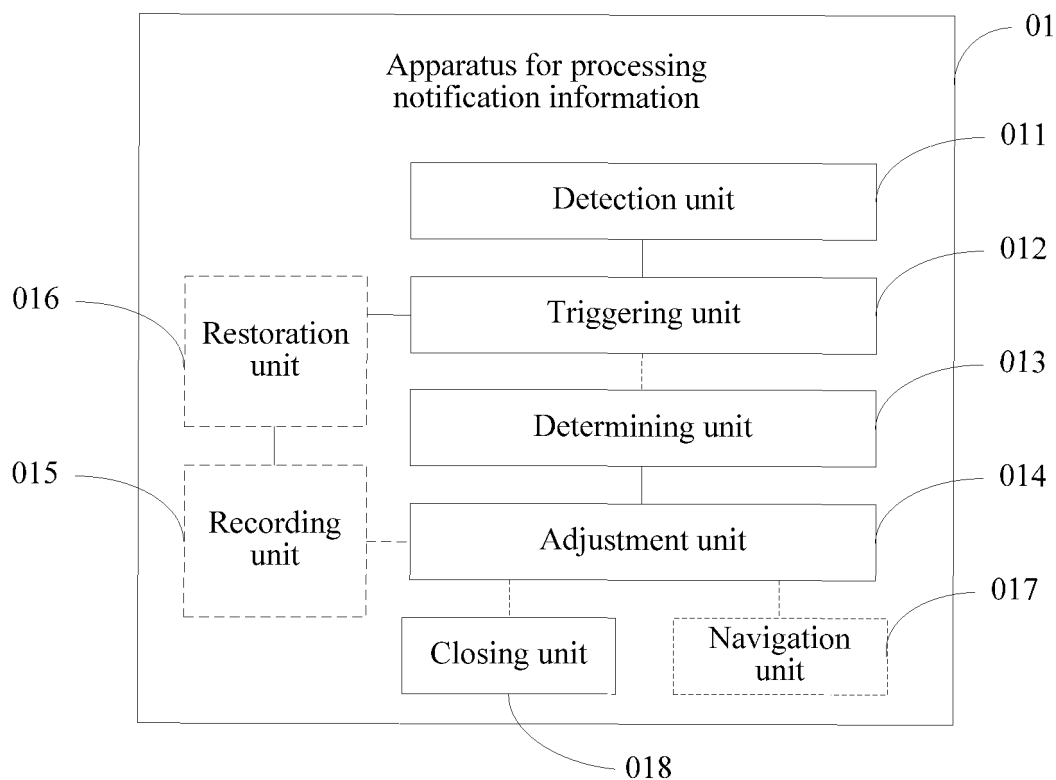 01
Apparatus for processing
notification information
011
Detection unit
012
016
Triggering unit
Restoration
unit
013
Determining unit
015
014
Recording
unit
Adjustment unit
017
Closing unit
Navigation
unit
018